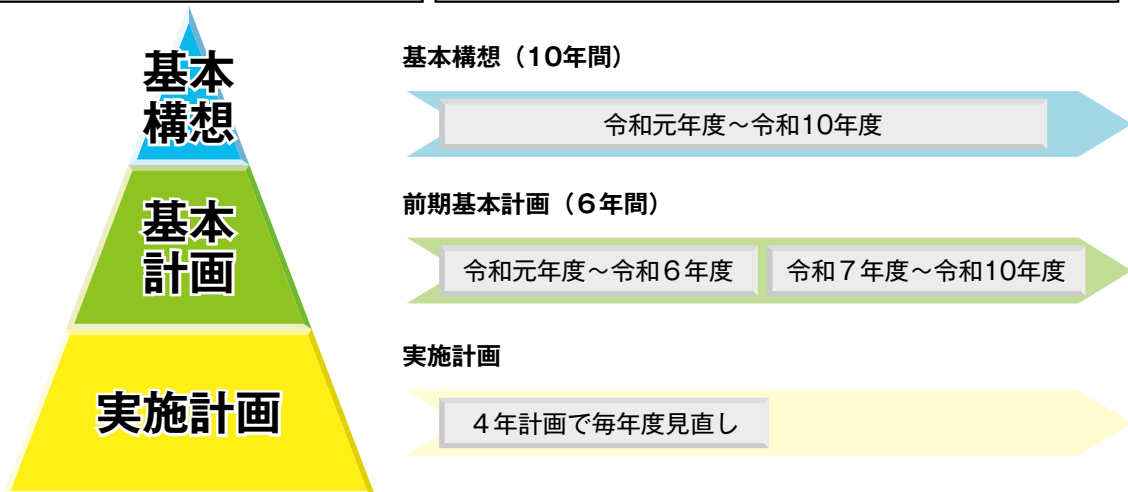 基本
構想
基本
計画
実施計画
基本構想（10年間）
令和元年度～令和10年度
前期基本計画（６年間）
令和元年度～令和６年度
令和７年度～令和10年度
実施計画
４年計画で毎年度見直し